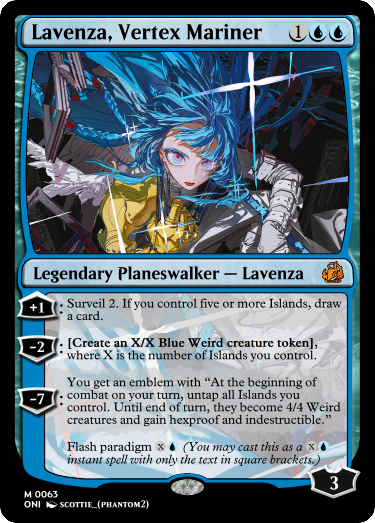 Lavenza, Vertex Mariner 1
Legendary Planeswalker — Lavenza
+1 : Surveil 2. If you control five or more Islands, draw
a card.
−2 : [Create an X/X Blue Weird creature token],
where X is the number of Islands you control.
−7 : You get an emblem with “At the beginning of
combat on your turn, untap all Islands you
control. Until end of turn, they become 4/4 Weird
creatures and gain hexproof and indestructible.”
Flash paradigm X (You may cast this as a X
instant spell with only the text in square brackets.)
3
M 0063
ONI SCOTTIE_(PHANTOM2)